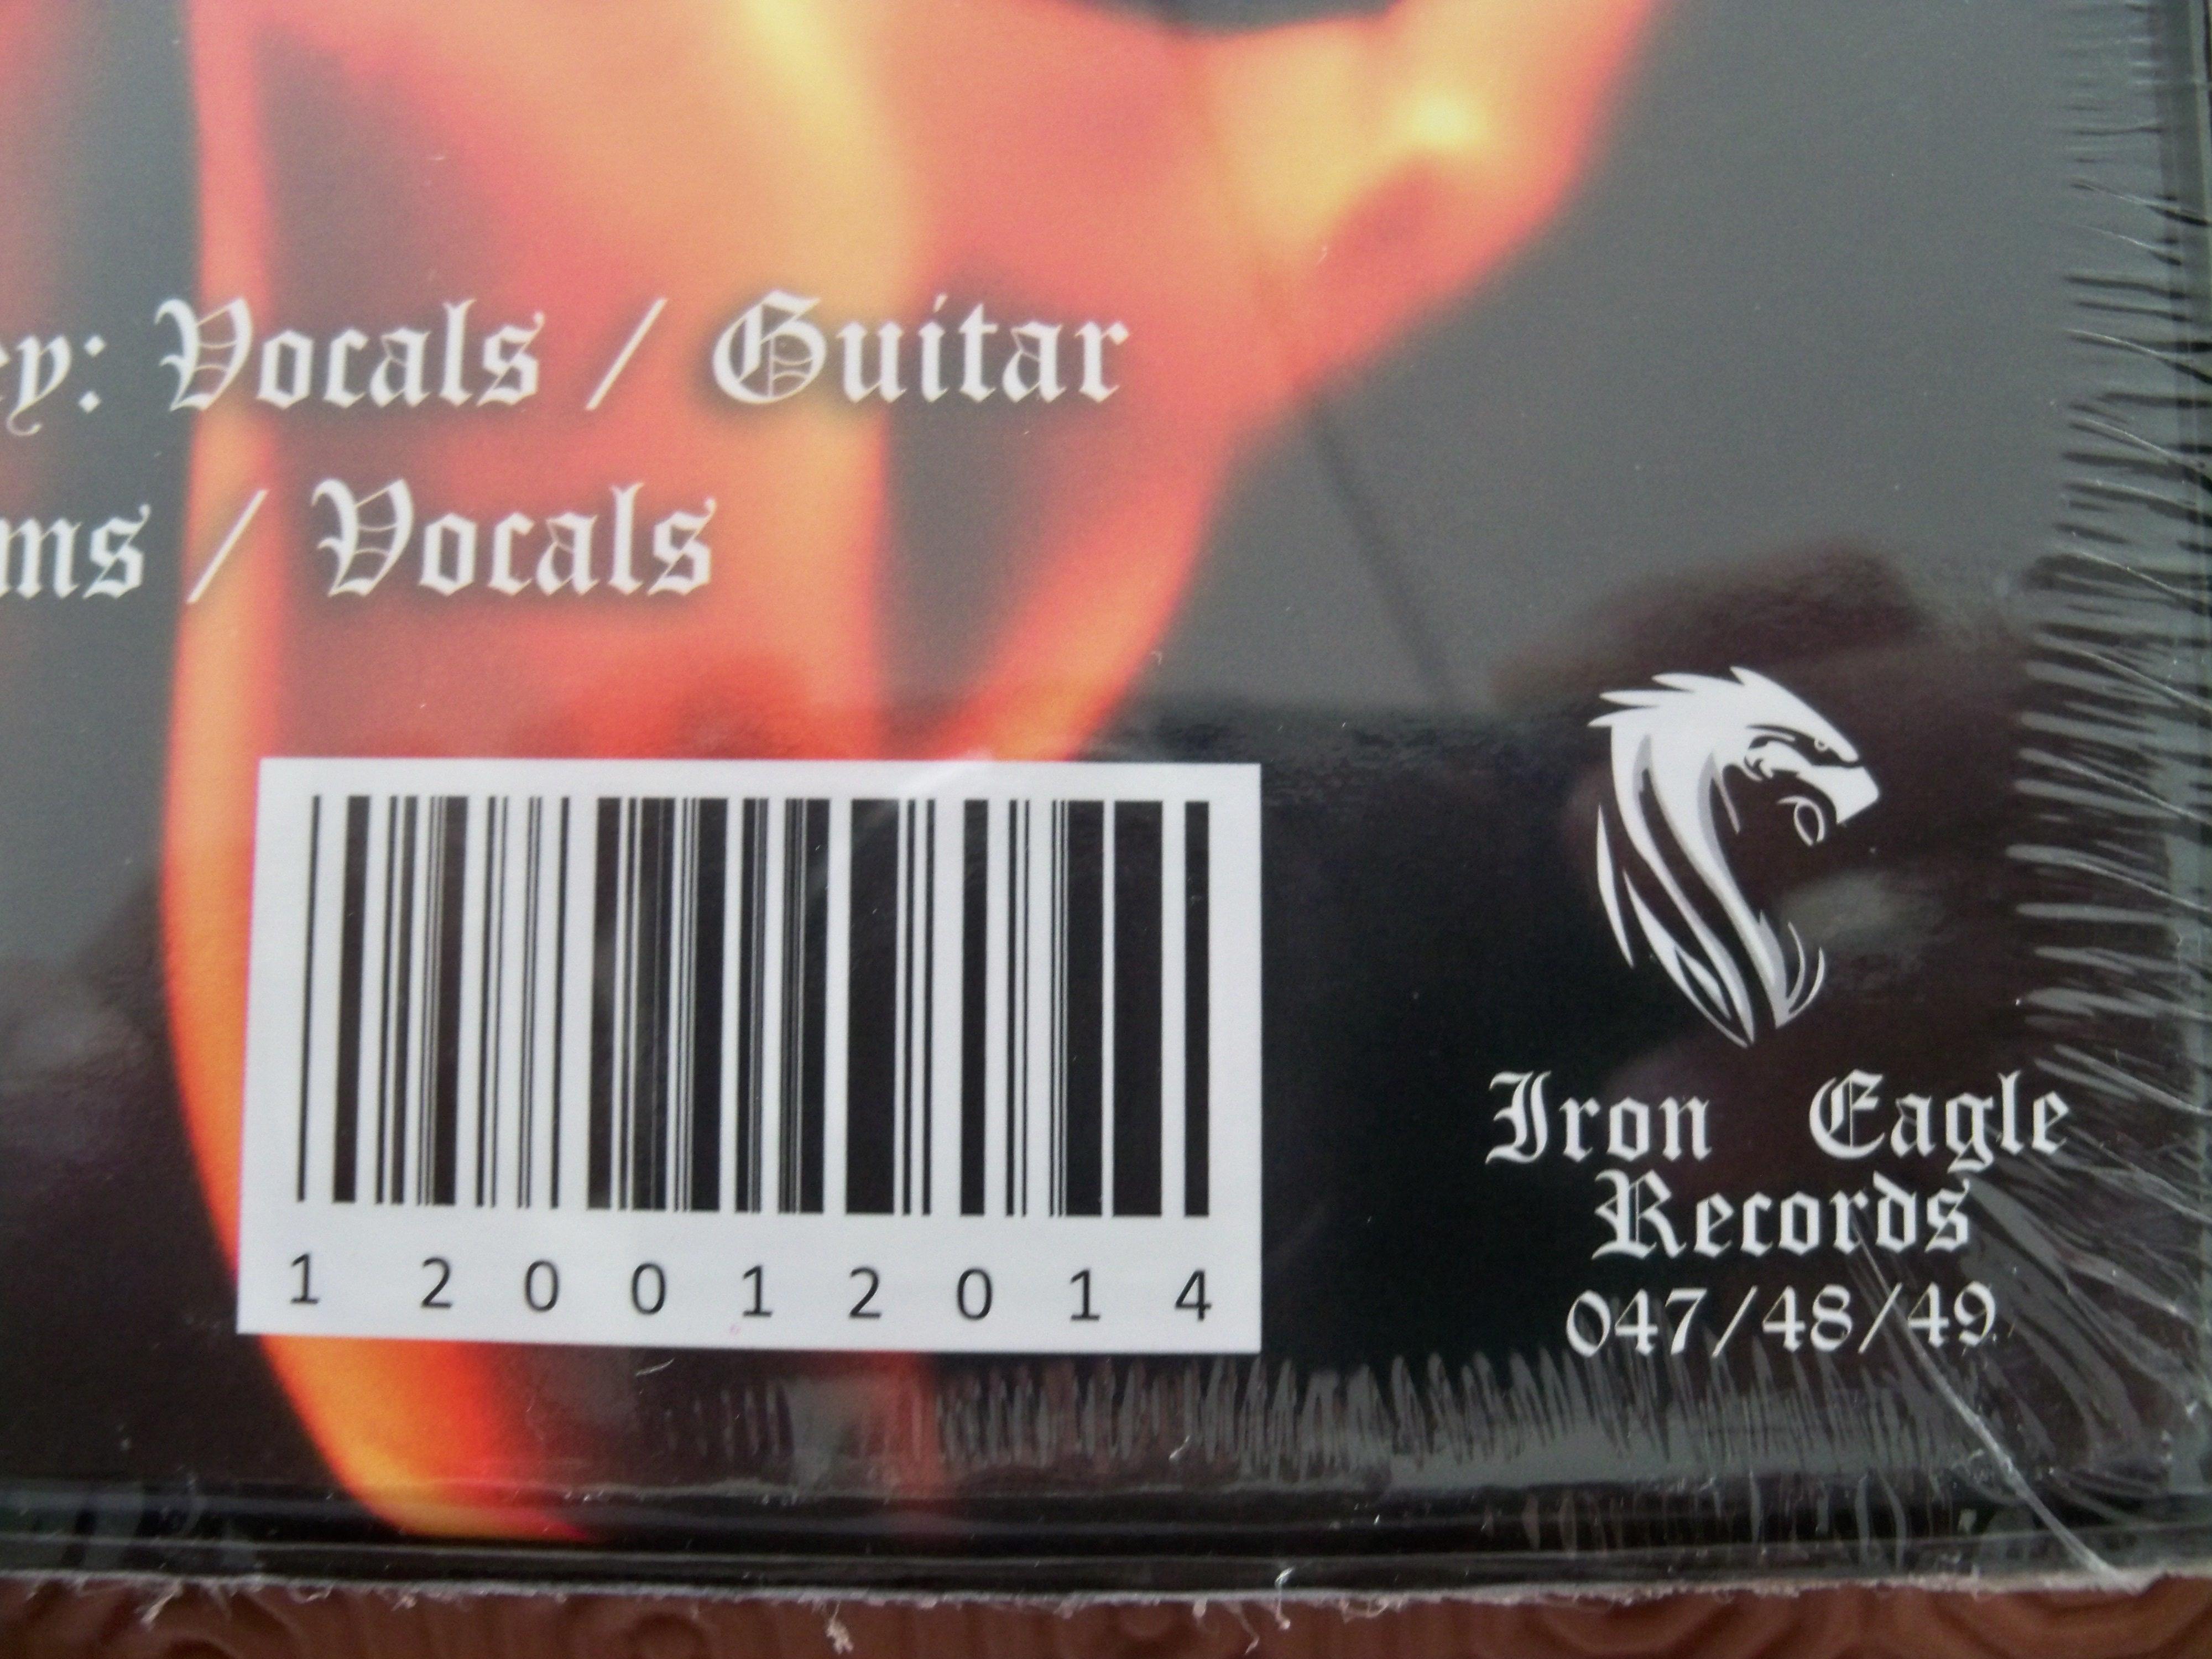 ey: Vocals / Guitar
ms / Vocals
1 2 0 0 1 2 0 1 4
Iron Eagle
Records
047/48/49